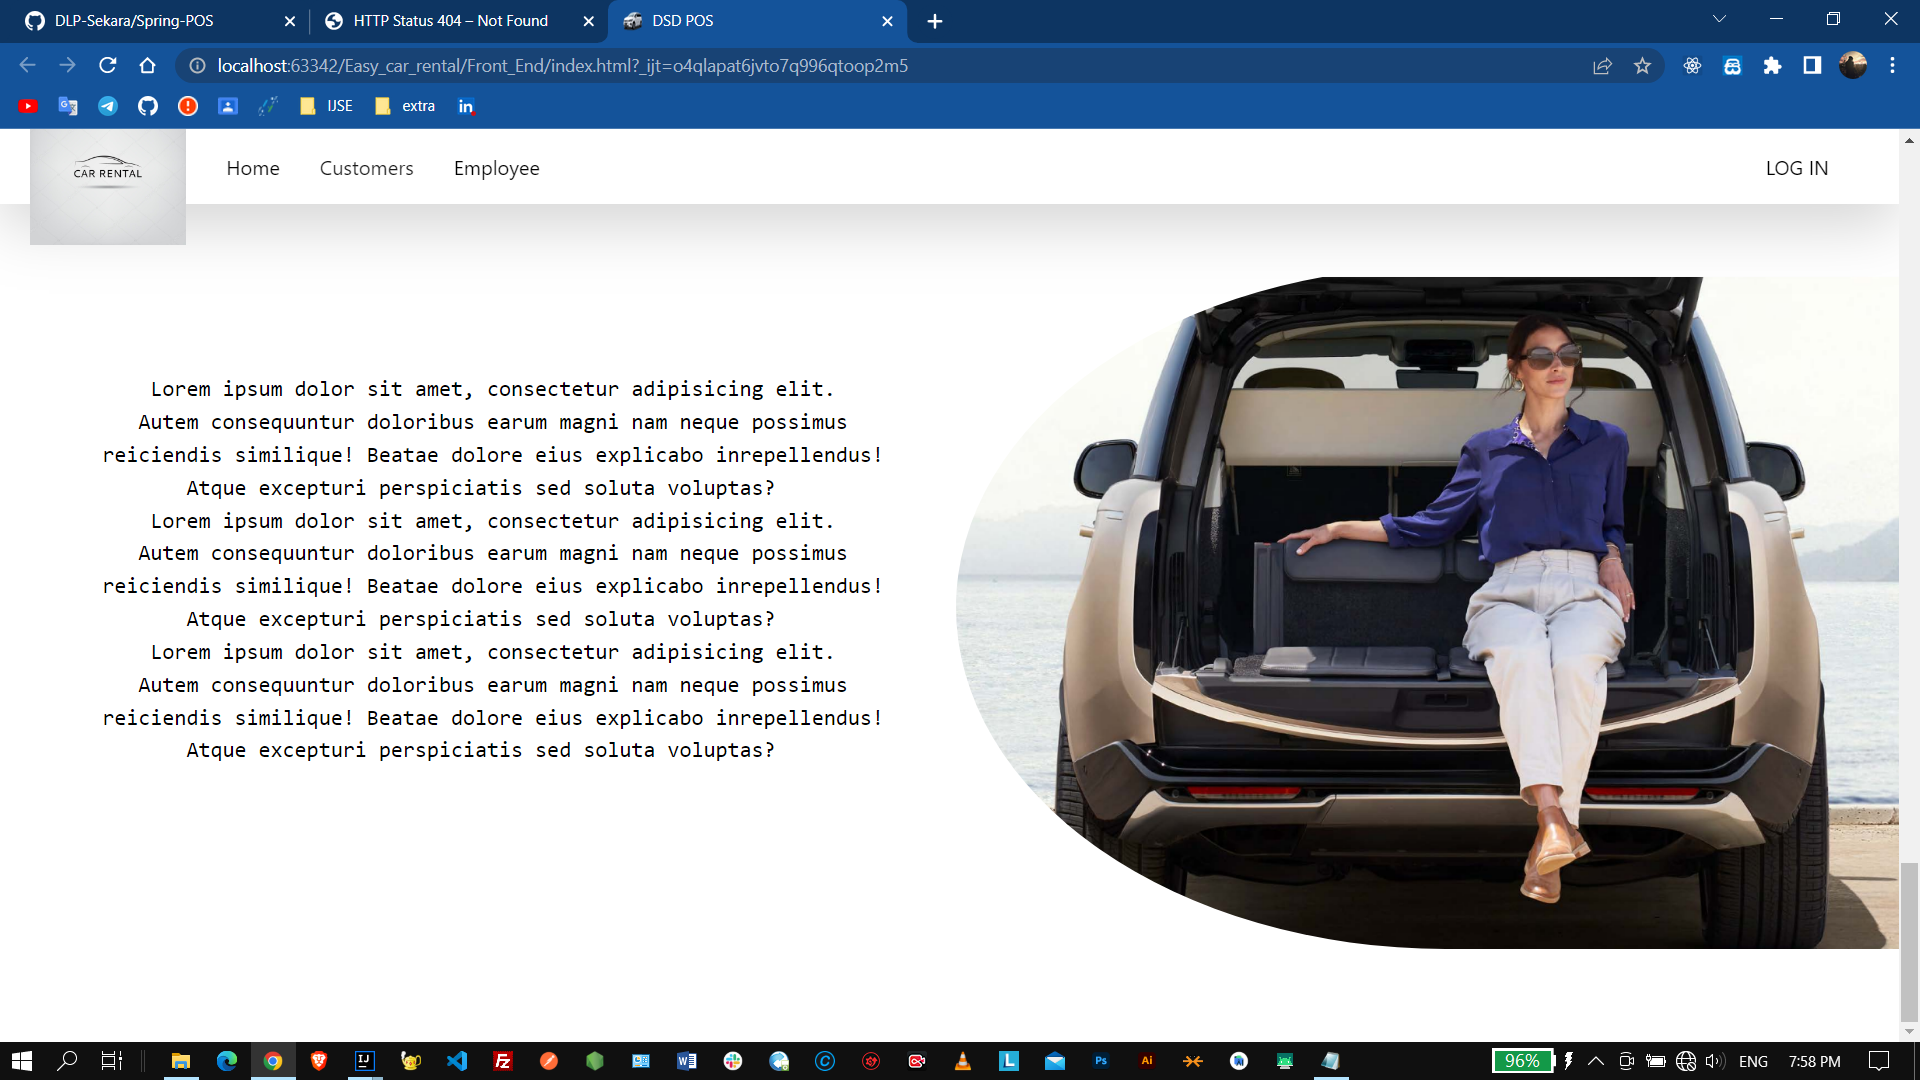 DLP-Sekara/Spring-POS
HTTP Status 404 – Not Found
DSD POS
localhost:63342/Easy_car_rental/Front_End/index.html?_ijt=o4qlapat6jvto7q996qtoop2m5
IJSE
extra
in
CAR RENTAL
Home
Customers
Employee
LOG IN
Lorem ipsum dolor sit amet, consectetur adipisicing elit.
Autem consequuntur doloribus earum magni nam neque possimus
reiciendis similique! Beatae dolore eius explicabo inrepellendus!
Atque excepturi perspiciatis sed soluta voluptas?
Lorem ipsum dolor sit amet, consectetur adipisicing elit.
Autem consequuntur doloribus earum magni nam neque possimus
reiciendis similique! Beatae dolore eius explicabo inrepellendus!
Atque excepturi perspiciatis sed soluta voluptas?
Lorem ipsum dolor sit amet, consectetur adipisicing elit.
Autem consequuntur doloribus earum magni nam neque possimus
reiciendis similique! Beatae dolore eius explicabo inrepellendus!
Atque excepturi perspiciatis sed soluta voluptas?
IJ
FZ
W
C
L
Ps
Ai
96%
ENG
7:58 PM